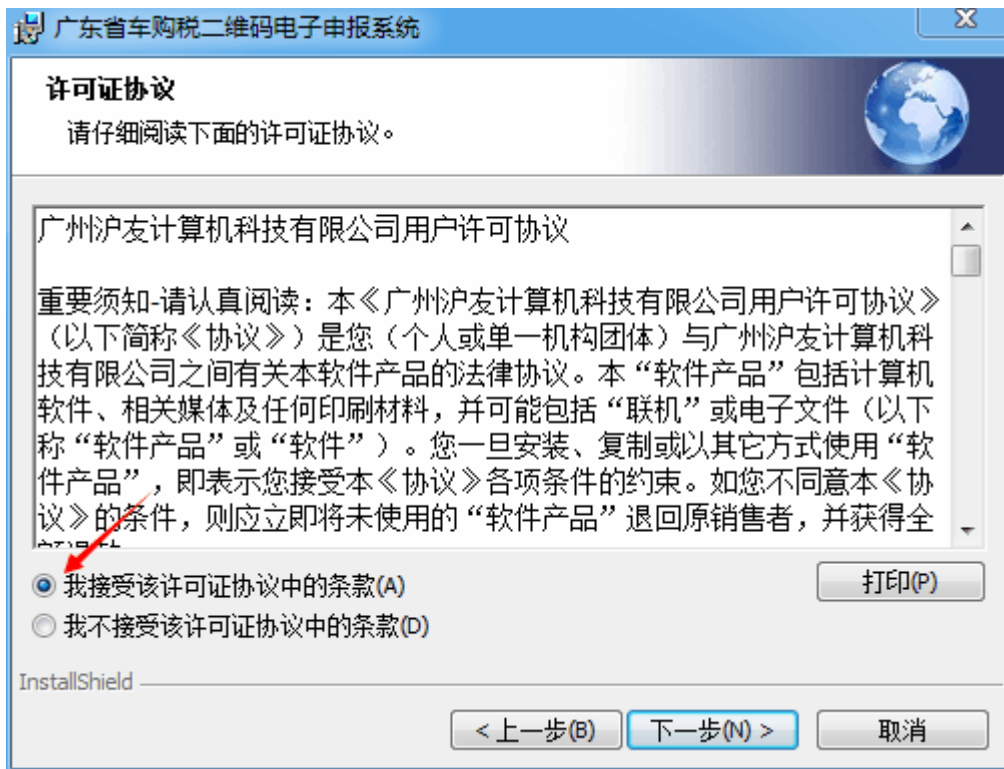 广东省车购税二维码电子申报系统
许可证协议
请仔细阅读下面的许可证协议。
广州沪友计算机科技有限公司用户许可协议
重要须知-请认真阅读：本《广州沪友计算机科技有限公司用户许可协议》
（以下简称《协议》）是您（个人或单一机构团体）与广州沪友计算机科
技有限公司之间有关本软件产品的法律协议。本“软件产品”包括计算机
软件、相关媒体及任何印刷材料，并可能包括“联机”或电子文件（以下
称“软件产品”或“软件”）。您一旦安装、复制或以其它方式使用“软
件产品”，即表示您接受本《协议》各项条件的约束。如您不同意本《协
议》的条件，则应立即将未使用的“软件产品”退回原销售者，并获得全
我接受该许可证协议中的条款(A)
打印(P)
我不接受该许可证协议中的条款(D)
InstallShield
<上一步(B)
下一步(N) >
取消